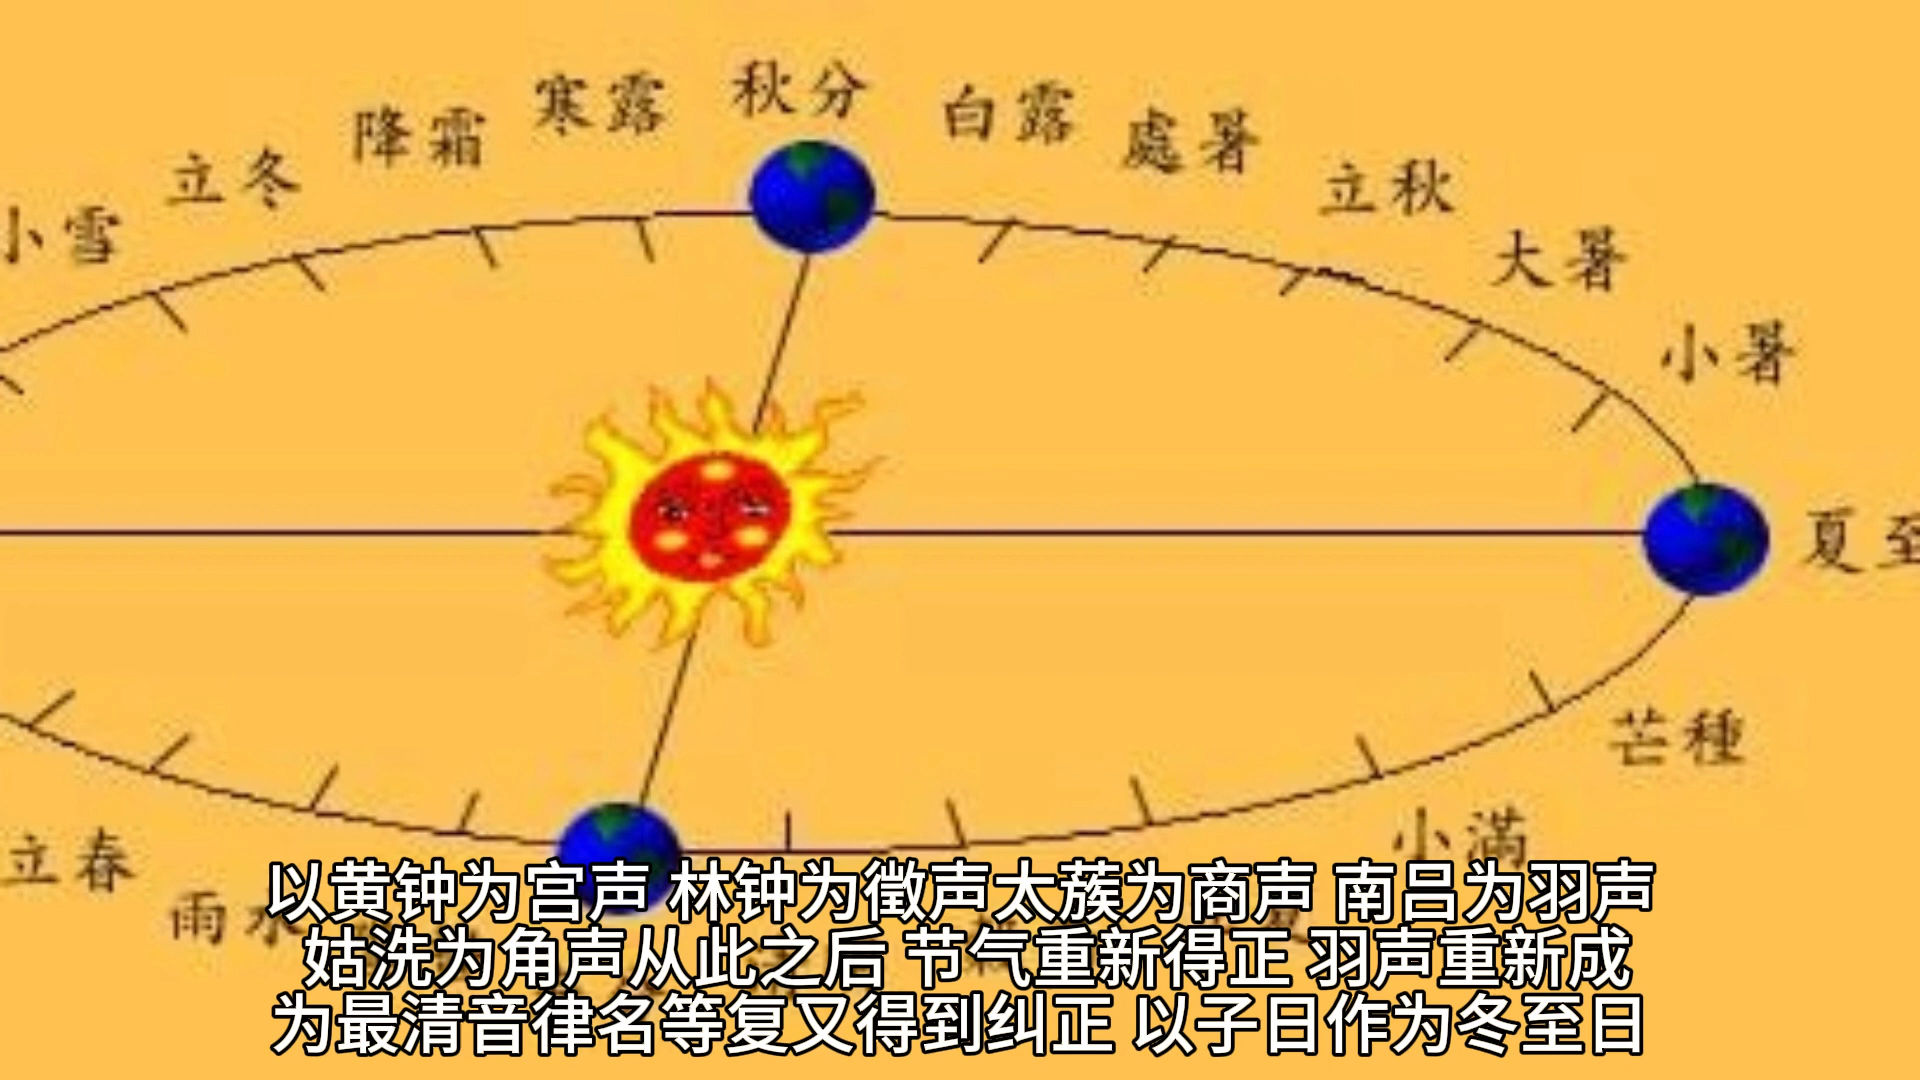 秋分
寒露
白露
降霜
處暑
立冬
立秋
小雪
大暑
小暑
夏至
芒種
小滿
立春
雨水
以黄钟为宫声 林钟为徵声太蔟为商声 南吕为羽声
姑洗为角声从此之后 节气重新得正 羽声重新成
为最清音律名等复又得到纠正 以子日作为冬至日